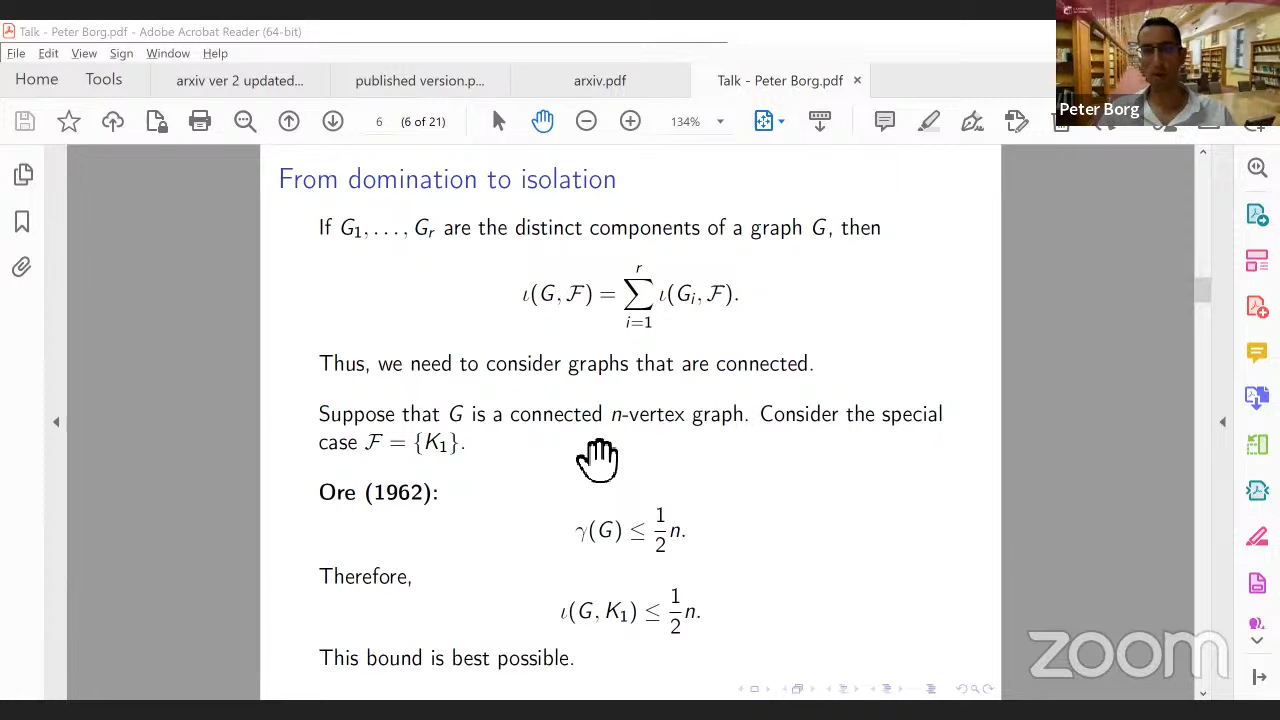 Talk - Peter Borg.pdf - Adobe Acrobat Reader (64-bit)
File Edit View Sign Window Help
Home Tools arxiv ver 2 updated... published version.p... arxiv.pdf Talk - Peter Borg.pdf ×
6 (6 of 21) 134%
Peter Borg
From domination to isolation
If G₁, . . . , Gᵣ are the distinct components of a graph G, then
r
ι(G, F) = ∑ ι(Gᵢ, F).
i=1
Thus, we need to consider graphs that are connected.
Suppose that G is a connected n-vertex graph. Consider the special
case F = {K₁}.
Ore (1962):
γ(G) ≤ 1/2 n.
Therefore,
ι(G, K₁) ≤ 1/2 n.
This bound is best possible.
zoom